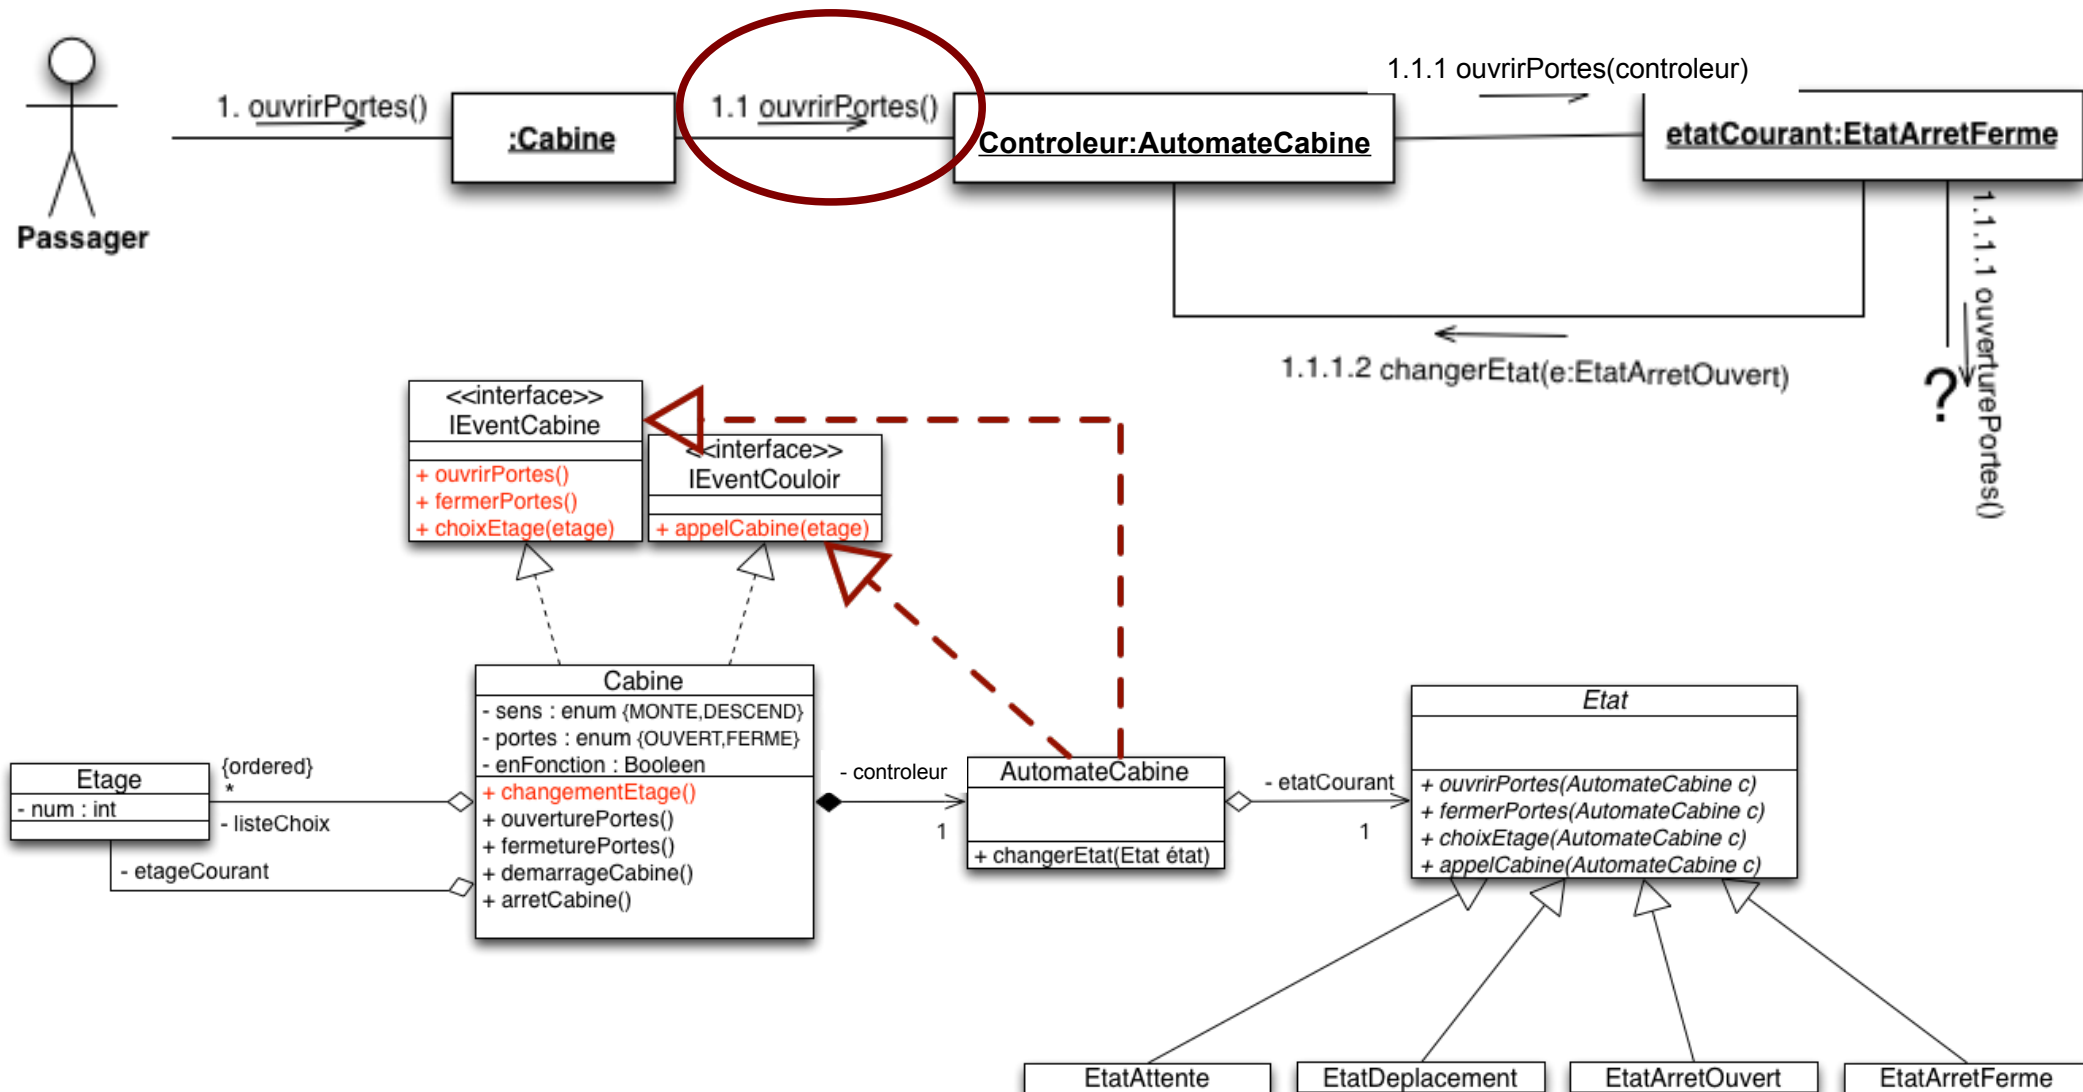 1.1.1 ouvrirPortes(controleur)
1. ouvrirPortes()
1.1 ouvrirPortes()
:Cabine
Controleur:AutomateCabine
etatCourant:EtatArretFerme
Passager
1.1.1.1 ouverturePortes()
1.1.1.2 changerEtat(e:EtatArretOuvert)
?
<<interface>>
IEventCabine
+ ouvrirPortes()
+ fermerPortes()
+ choixEtage(etage)
<<interface>>
IEventCouloir
+ appelCabine(etage)
Cabine
- sens : enum {MONTE,DESCEND}
- portes : enum {OUVERT,FERME}
- enFonction : Booleen
+ changementEtage()
+ ouverturePortes()
+ fermeturePortes()
+ demarrageCabine()
+ arretCabine()
Etage
- num : int
{ordered}
*
- listeChoix
- etageCourant
- controleur
1
AutomateCabine
+ changerEtat(Etat état)
- etatCourant
1
Etat
+ ouvrirPortes(AutomateCabine c)
+ fermerPortes(AutomateCabine c)
+ choixEtage(AutomateCabine c)
+ appelCabine(AutomateCabine c)
EtatAttente
EtatDeplacement
EtatArretOuvert
EtatArretFerme